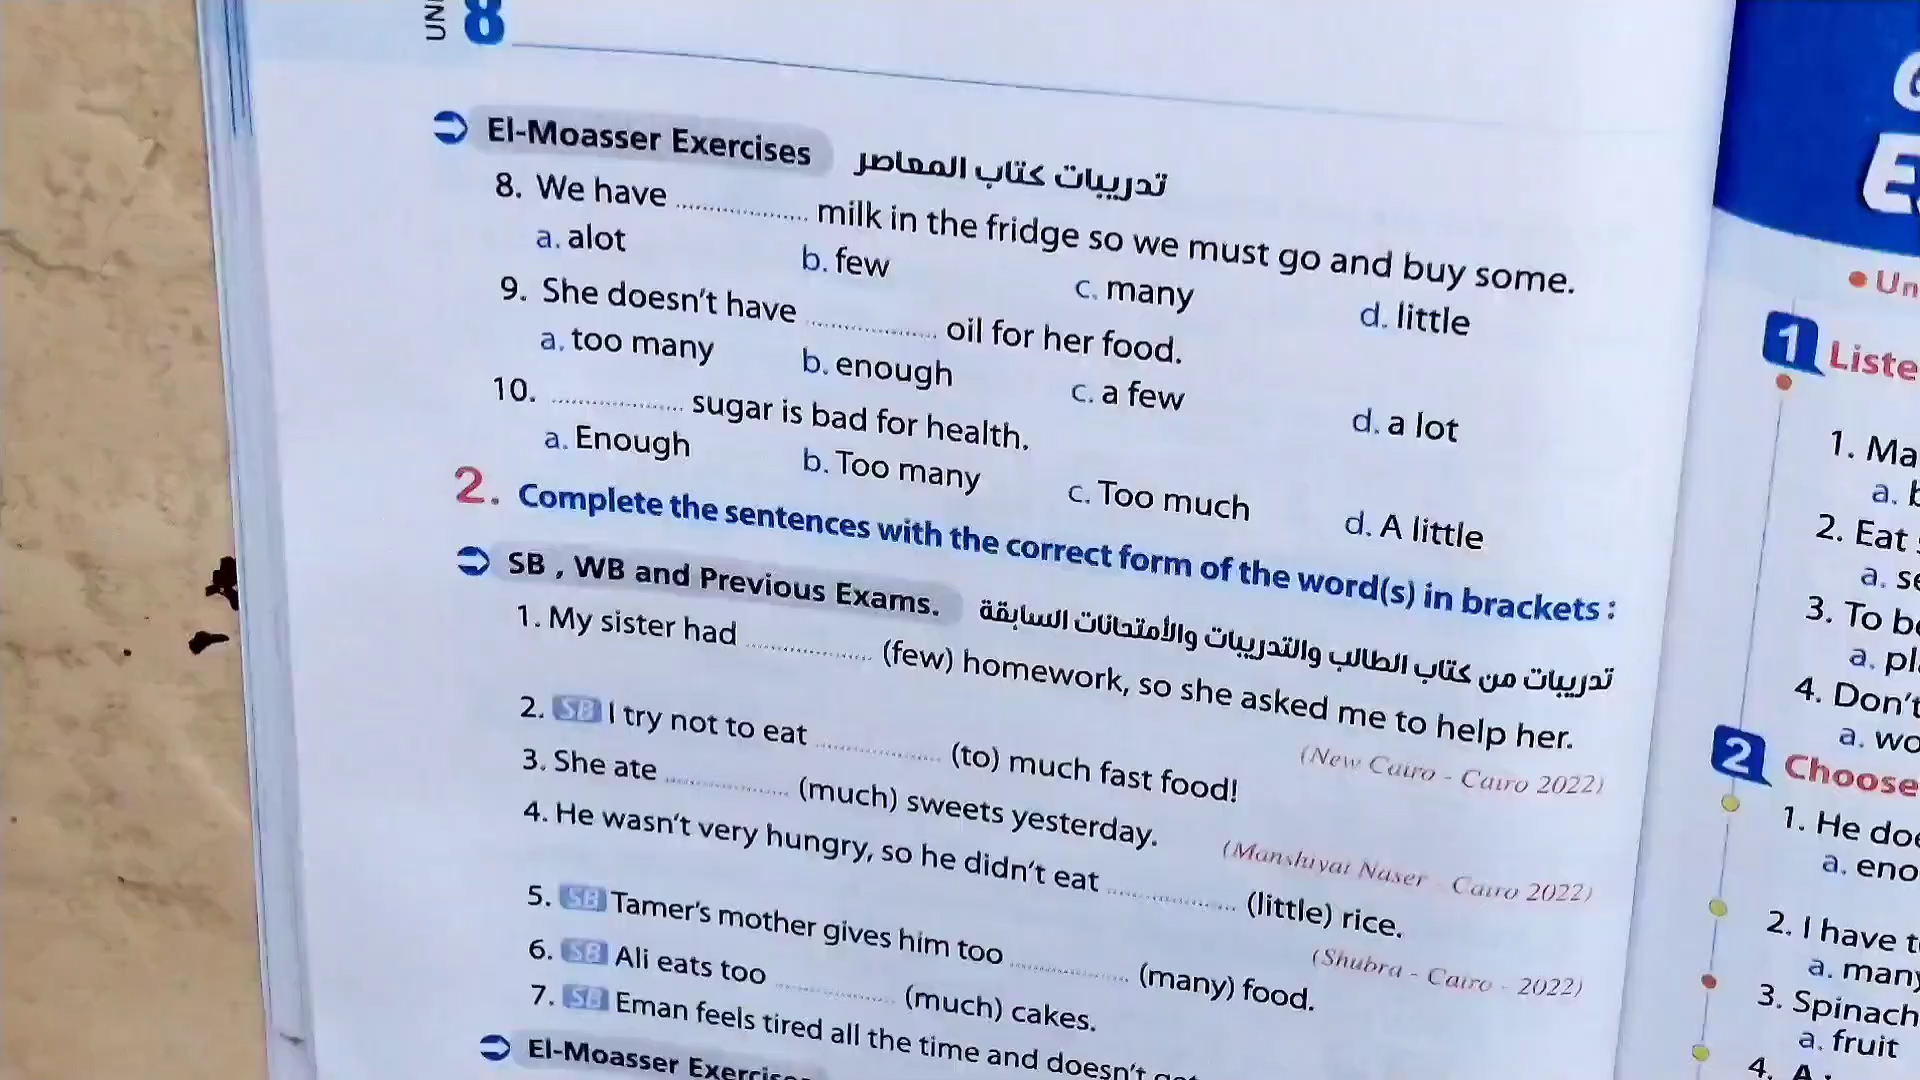 8
El-Moasser Exercises تدريبات كتاب المعاصر
8. We have .................... milk in the fridge so we must go and buy some.
a. alot b. few c. many d. little
9. She doesn't have .................... oil for her food.
a. too many b. enough c. a few d. a lot
10. .................... sugar is bad for health.
a. Enough b. Too many c. Too much d. A little
2. Complete the sentences with the correct form of the word(s) in brackets :
SB , WB and Previous Exams. تدريبات من كتاب الطالب والتدريبات والأمتحانات السابقة
1. My sister had .................... (few) homework, so she asked me to help her.
(New Cairo - Cairo 2022)
2. SB I try not to eat .................... (to) much fast food!
3. She ate .................... (much) sweets yesterday.
(Manshiyat Naser - Cairo 2022)
4. He wasn't very hungry, so he didn't eat .................... (little) rice.
(Shubra - Cairo - 2022)
5. SB Tamer's mother gives him too .................... (many) food.
6. SB Ali eats too .................... (much) cakes.
7. SB Eman feels tired all the time and doesn't
El-Moasser
1
2. Eat
3. To
4. Don't
2 Choose
1. He
2. I have
a. many
3. Spinach
a. fruit
4.